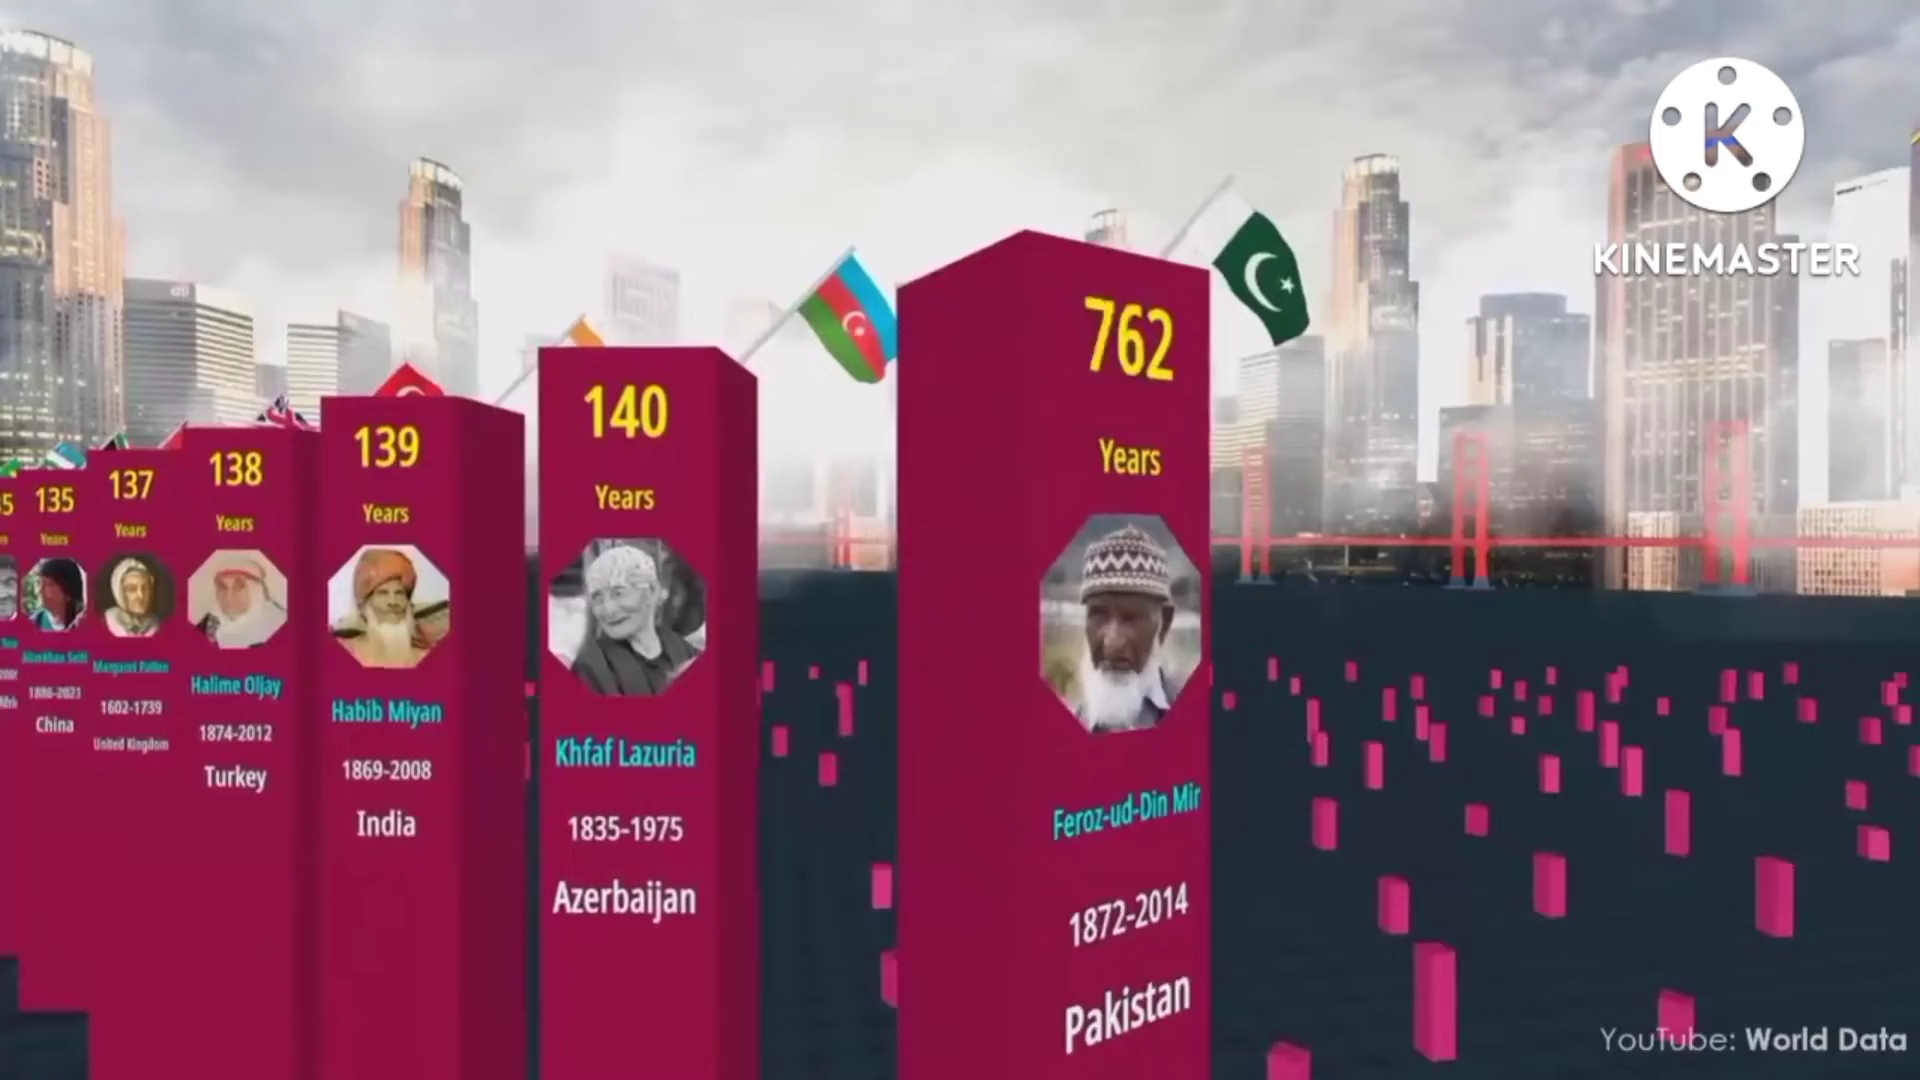 KINEMASTER
135
Years
1886-2021
China
137
Years
Margaret Patten
1602-1739
United Kingdom
138
Years
Halime Oljay
1874-2012
Turkey
139
Years
Habib Miyan
1869-2008
India
140
Years
Khfaf Lazuria
1835-1975
Azerbaijan
762
Years
Feroz-ud-Din Mir
1872-2014
Pakistan
YouTube: World Data